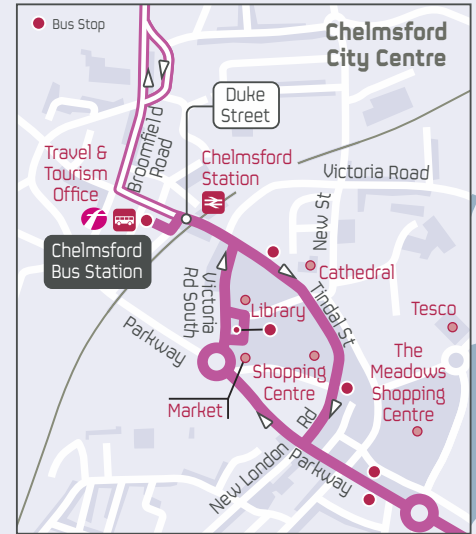 Bus Stop
Chelmsford
City Centre
Duke
Street
Broomfield
Road
Travel &
Tourism
Office
Chelmsford
Station
Victoria Road
Chelmsford
Bus Station
New St
Cathedral
Victoria
Rd South
Library
Tindal St
Tesco
Parkway
Shopping
Centre
The
Meadows
Shopping
Centre
Market
New London Rd
Parkway